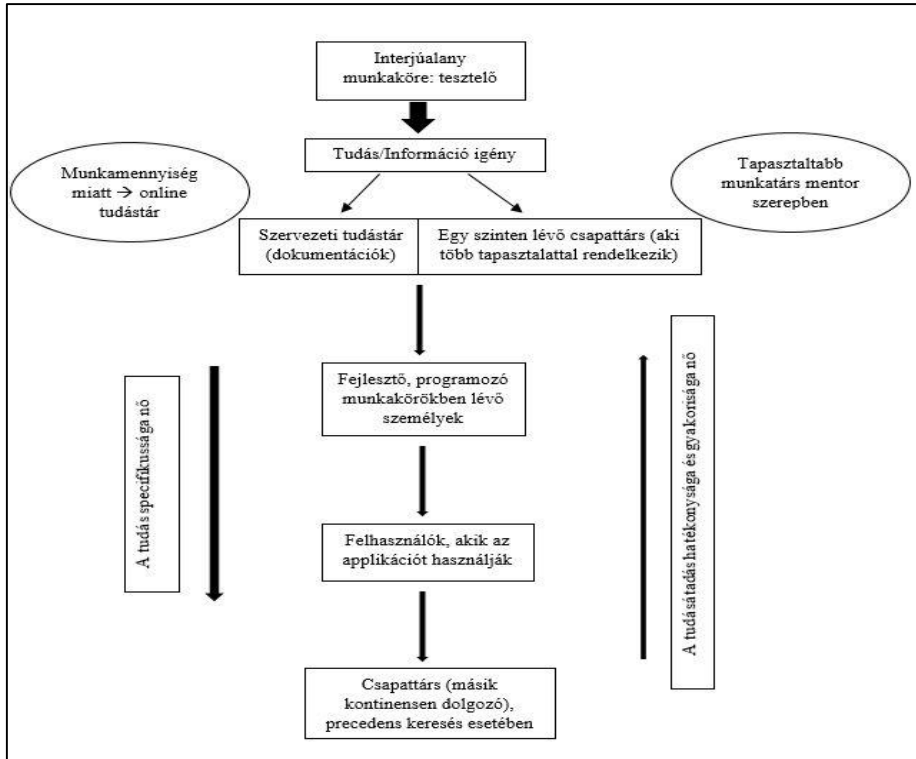 Interjúalany
munkaköre: tesztelő
Tudás/Információ igény
Munkamennyiség
miatt → online
tudástár
Tapasztaltabb
munkatárs mentor
szerepben
Szervezeti tudástár
(dokumentációk)
Egy szinten lévő csapattárs (aki
több tapasztalattal rendelkezik)
Fejlesztő, programozó
munkakörökben lévő
személyek
A tudás specifikussága nő
A tudásátadás hatékonysága és gyakorisága nő
Felhasználók, akik az
applikációt használják
Csapattárs (másik
kontinensen dolgozó),
precedens keresés esetében